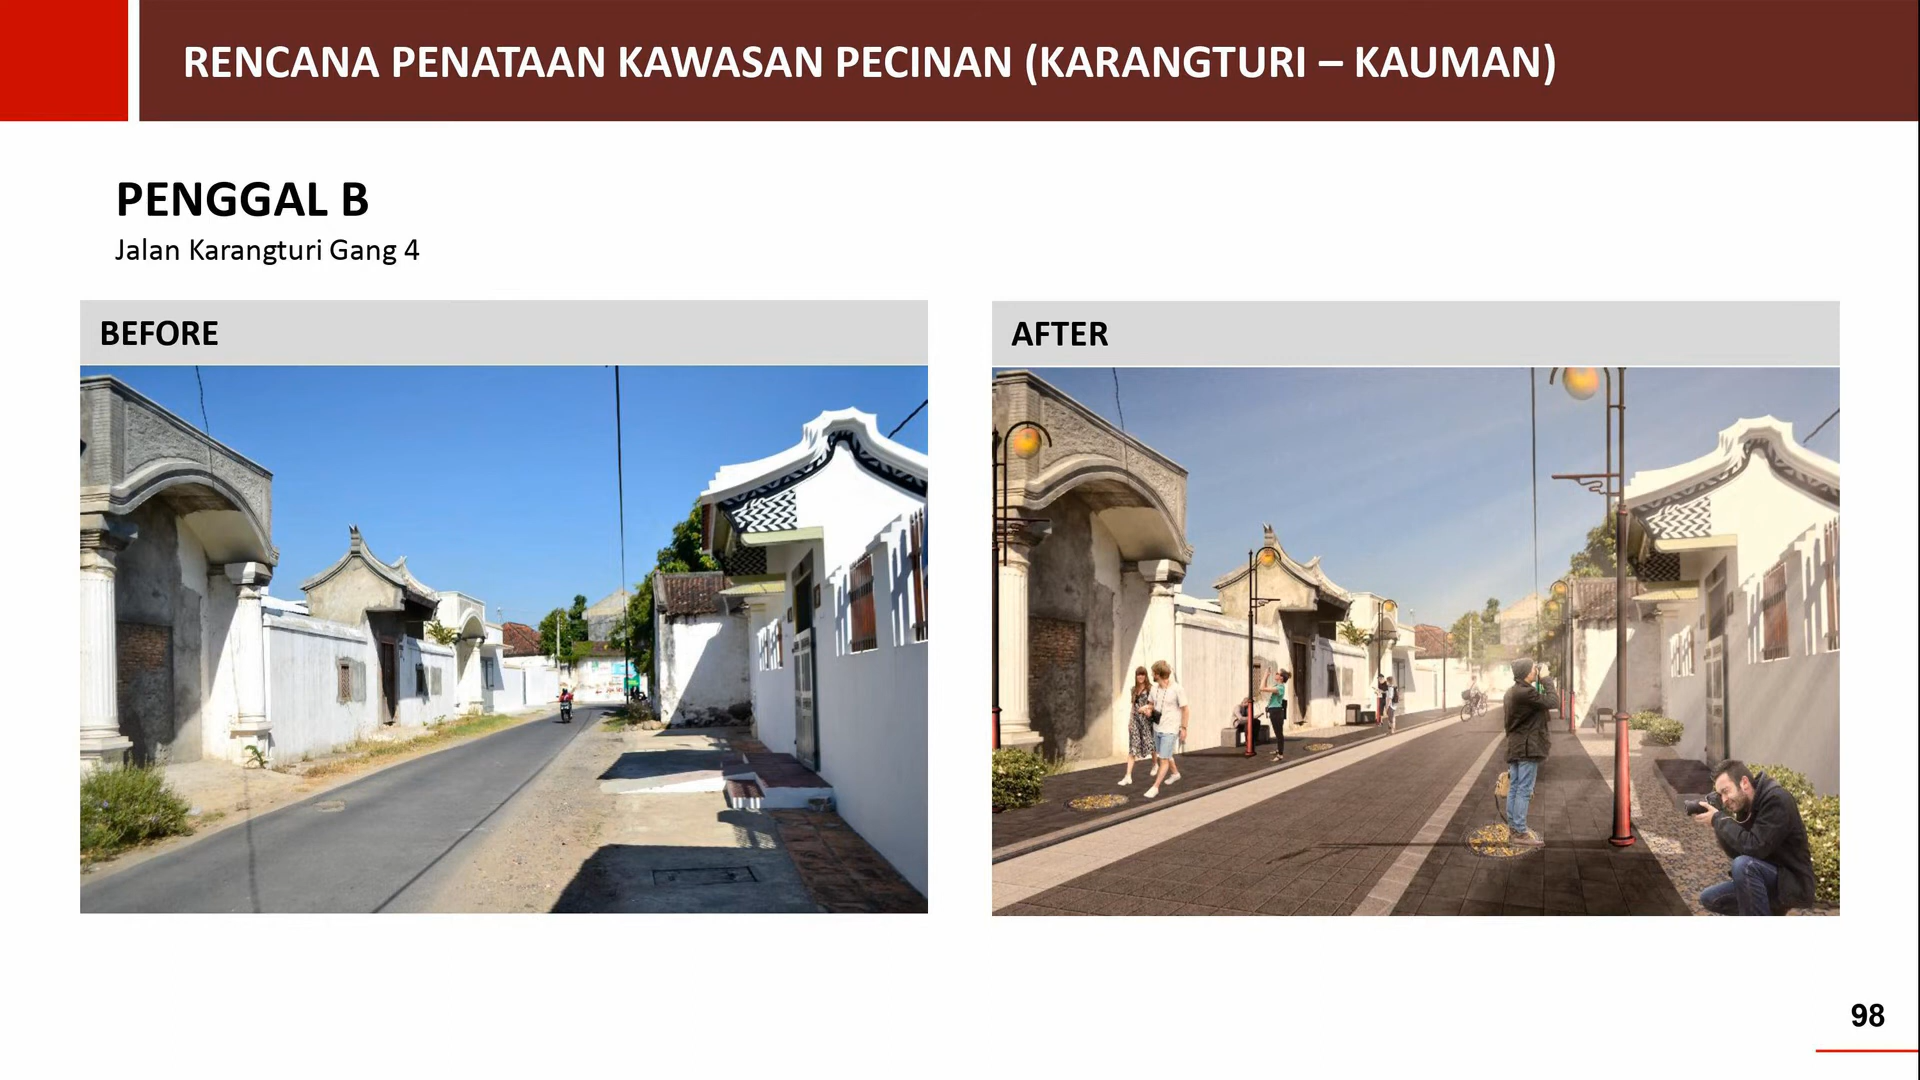 RENCANA PENATAAN KAWASAN PECINAN (KARANGTURI – KAUMAN)
PENGGAL B
Jalan Karangturi Gang 4
BEFORE
AFTER
98